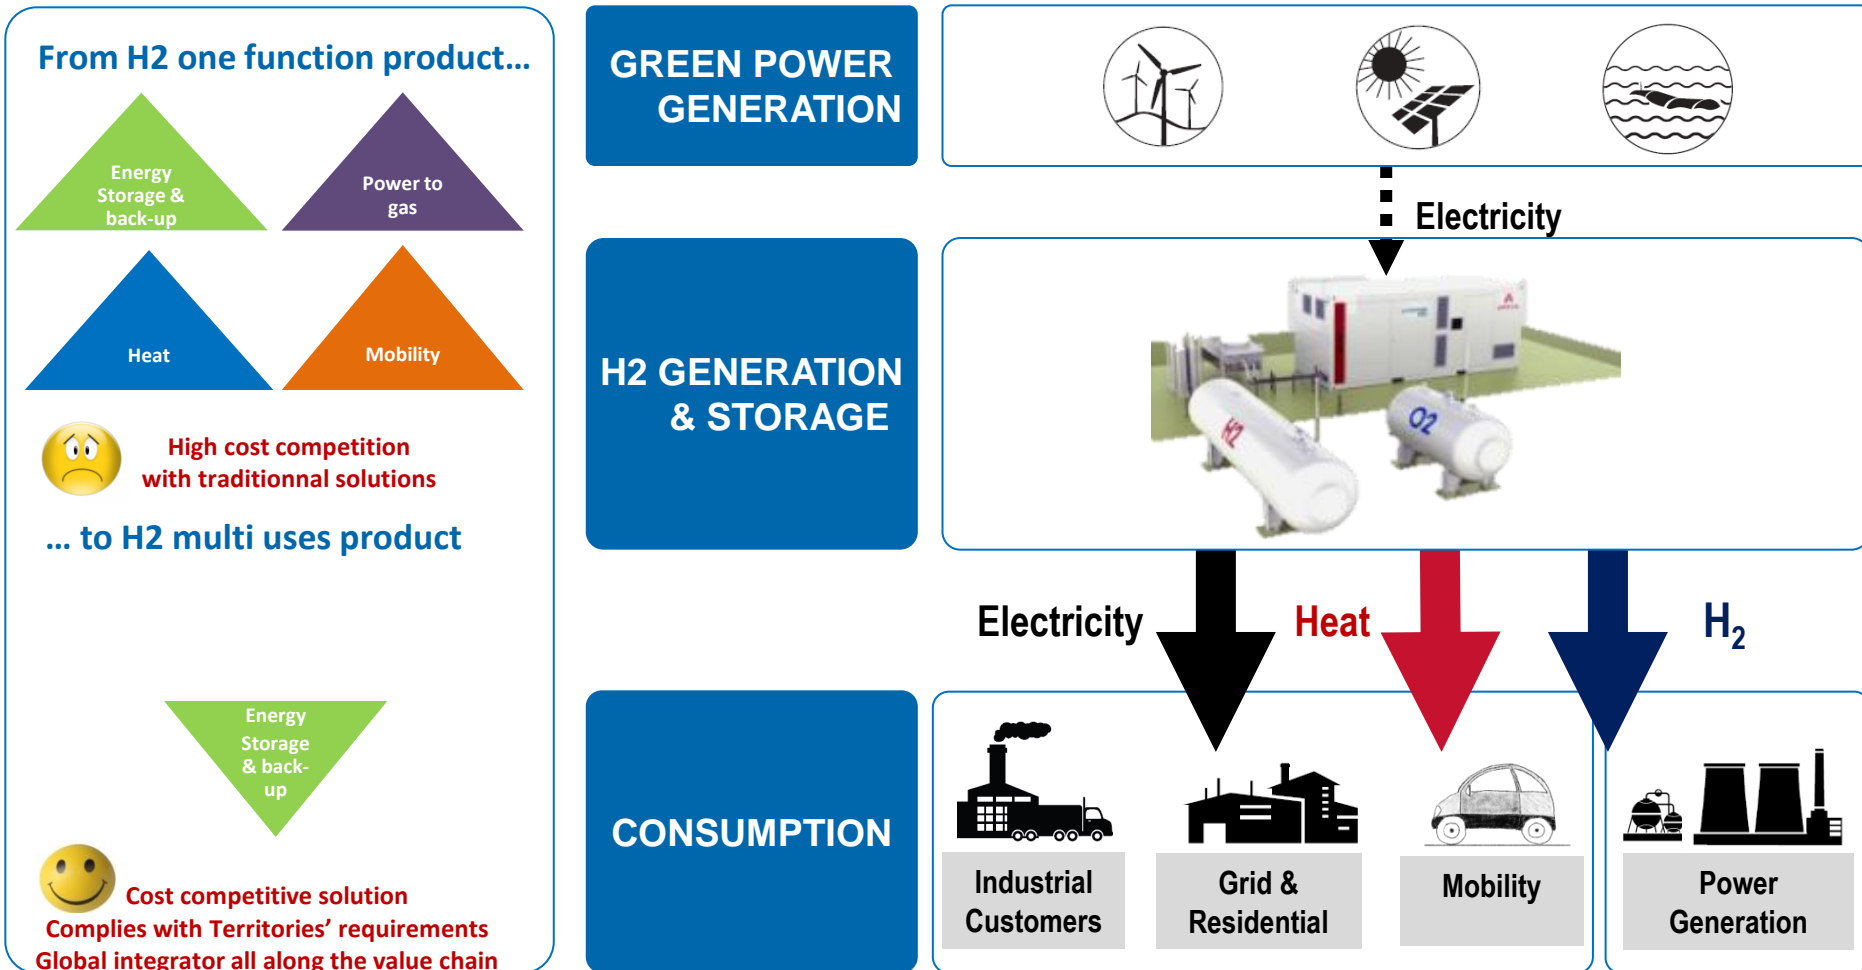 From H2 one function product...
Energy
Storage &
back-up
Power to
gas
Heat
Mobility
High cost competition
with traditionnal solutions
... to H2 multi uses product
Energy
Storage
& back-
up
Cost competitive solution
Complies with Territories' requirements
Global integrator all along the value chain
GREEN POWER
GENERATION
Electricity
H2 GENERATION
& STORAGE
H2
O2
Electricity
Heat
H₂
CONSUMPTION
Industrial
Customers
Grid &
Residential
Mobility
Power
Generation